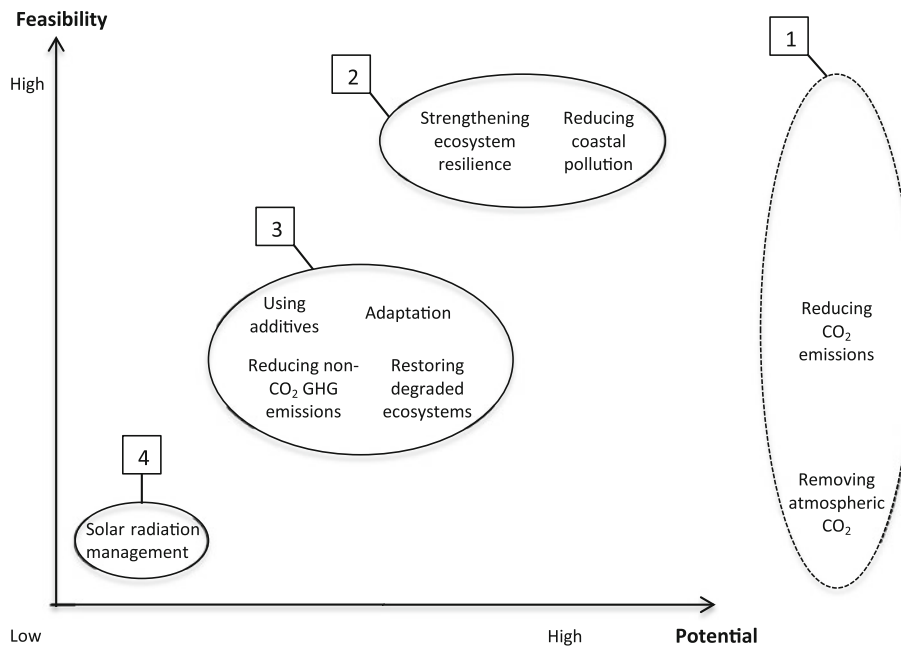 Feasibility
High
1
2
Strengthening
ecosystem
resilience
Reducing
coastal
pollution
3
Using
additives
Adaptation
Reducing non-
CO₂ GHG
emissions
Restoring
degraded
ecosystems
Reducing
CO₂
emissions
4
Solar radiation
management
Removing
atmospheric
CO₂
Low
High
Potential